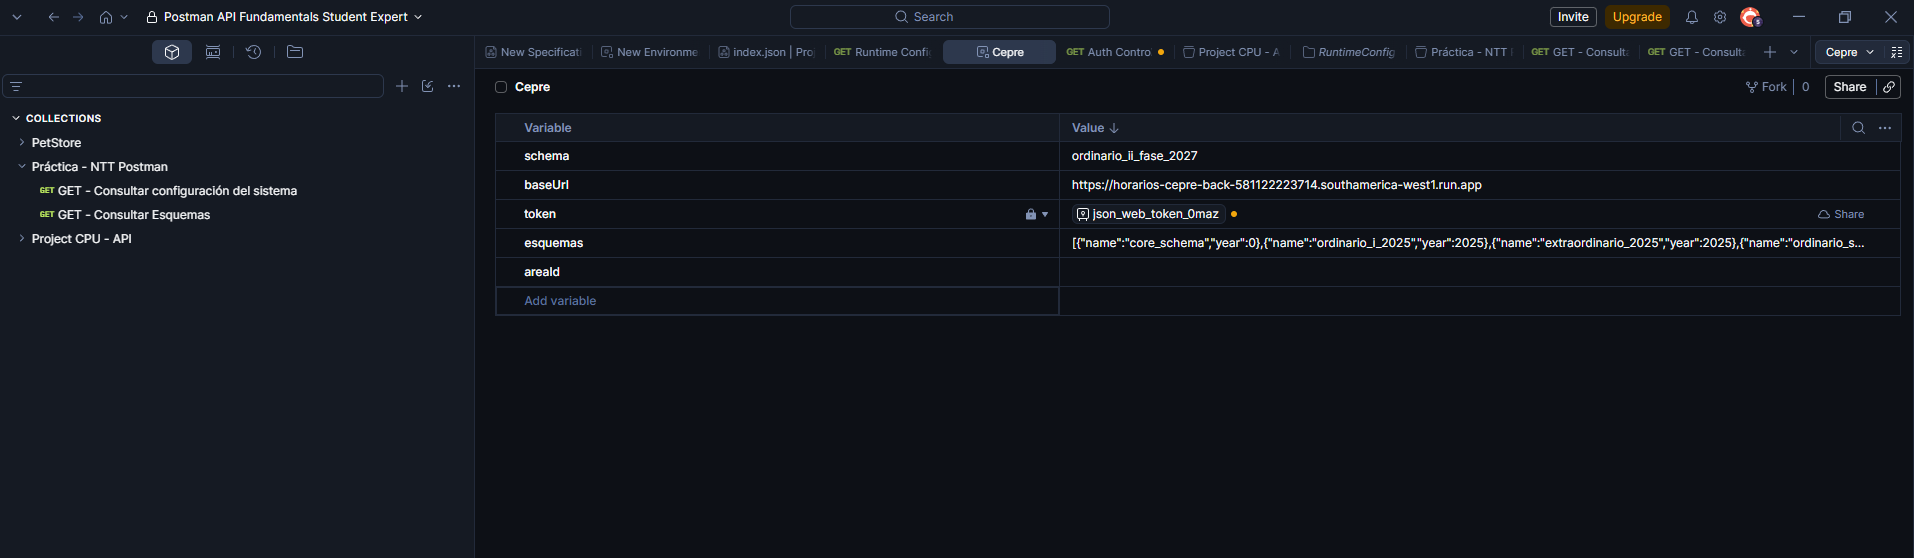 Postman API Fundamentals Student Expert
Search
Invite
Upgrade
New Specificati
New Environme
index.json | Pro
GET Runtime Confi
Cepre
GET Auth Contro
Project CPU - A
RuntimeConfig
Práctica - NTT
GET GET - Consult
GET GET - Consult
Cepre
Cepre
Fork 0
Share
COLLECTIONS
PetStore
Práctica - NTT Postman
GET GET - Consultar configuración del sistema
GET GET - Consultar Esquemas
Project CPU - API
Variable Value
schema ordinario_ii_fase_2027
baseUrl https://horarios-cepre-back-581122223714.southamerica-west1.run.app
token json_web_token_0maz Share
esquemas [{"name":"core_schema","year":0},{"name":"ordinario_i_2025","year":2025},{"name":"extraordinario_2025","year":2025},{"name":"ordinario_s...
areaId
Add variable